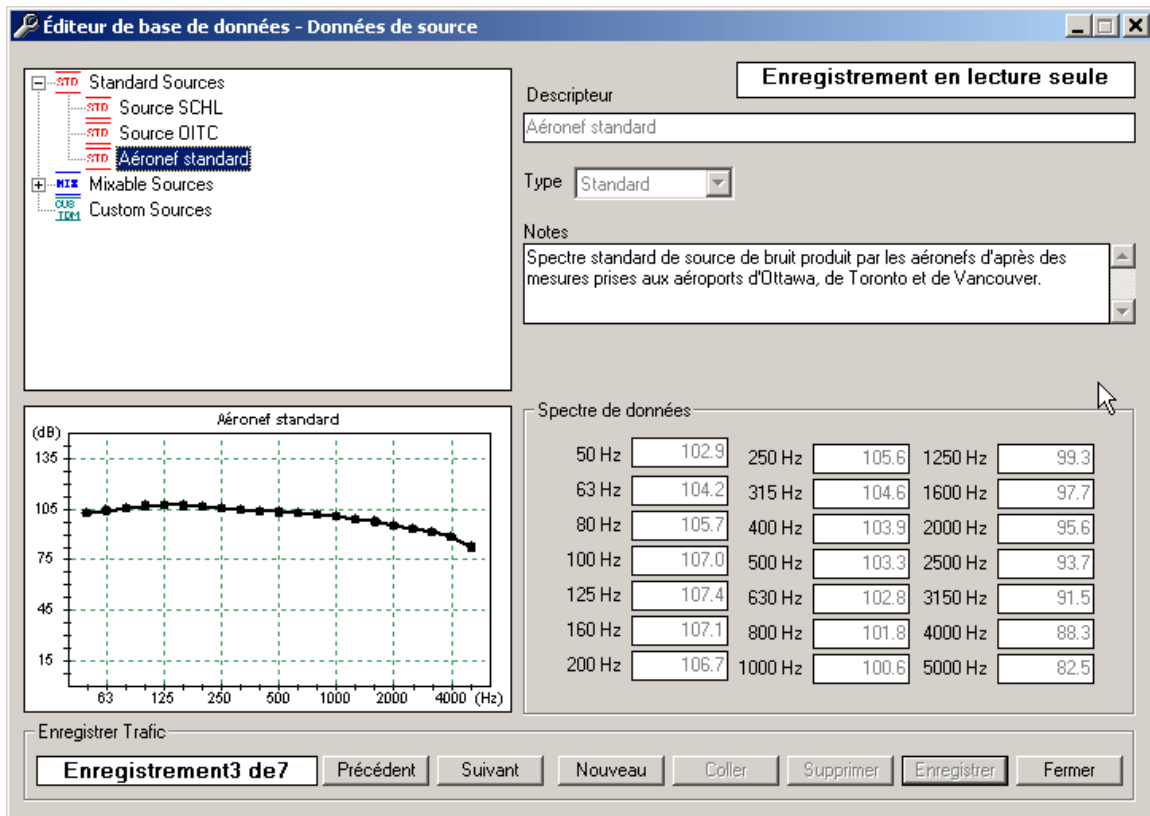 Éditeur de base de données - Données de source
STD Standard Sources
STD Source SCHL
STD Source OITC
STD Aéronef standard
MIX Mixable Sources
CUS
TOM Custom Sources
Enregistrement en lecture seule
Descripteur
Aéronef standard
Type Standard
Notes
Spectre standard de source de bruit produit par les aéronefs d'après des
mesures prises aux aéroports d'Ottawa, de Toronto et de Vancouver.
Aéronef standard
(dB)
135
105
75
45
15
63 125 250 500 1000 2000 4000 (Hz)
Spectre de données
50 Hz 102.9 250 Hz 105.6 1250 Hz 99.3
63 Hz 104.2 315 Hz 104.6 1600 Hz 97.7
80 Hz 105.7 400 Hz 103.9 2000 Hz 95.6
100 Hz 107.0 500 Hz 103.3 2500 Hz 93.7
125 Hz 107.4 630 Hz 102.8 3150 Hz 91.5
160 Hz 107.1 800 Hz 101.8 4000 Hz 88.3
200 Hz 106.7 1000 Hz 100.6 5000 Hz 82.5
Enregistrer Trafic
Enregistrement3 de7 Précédent Suivant Nouveau Coller Supprimer Enregistrer Fermer